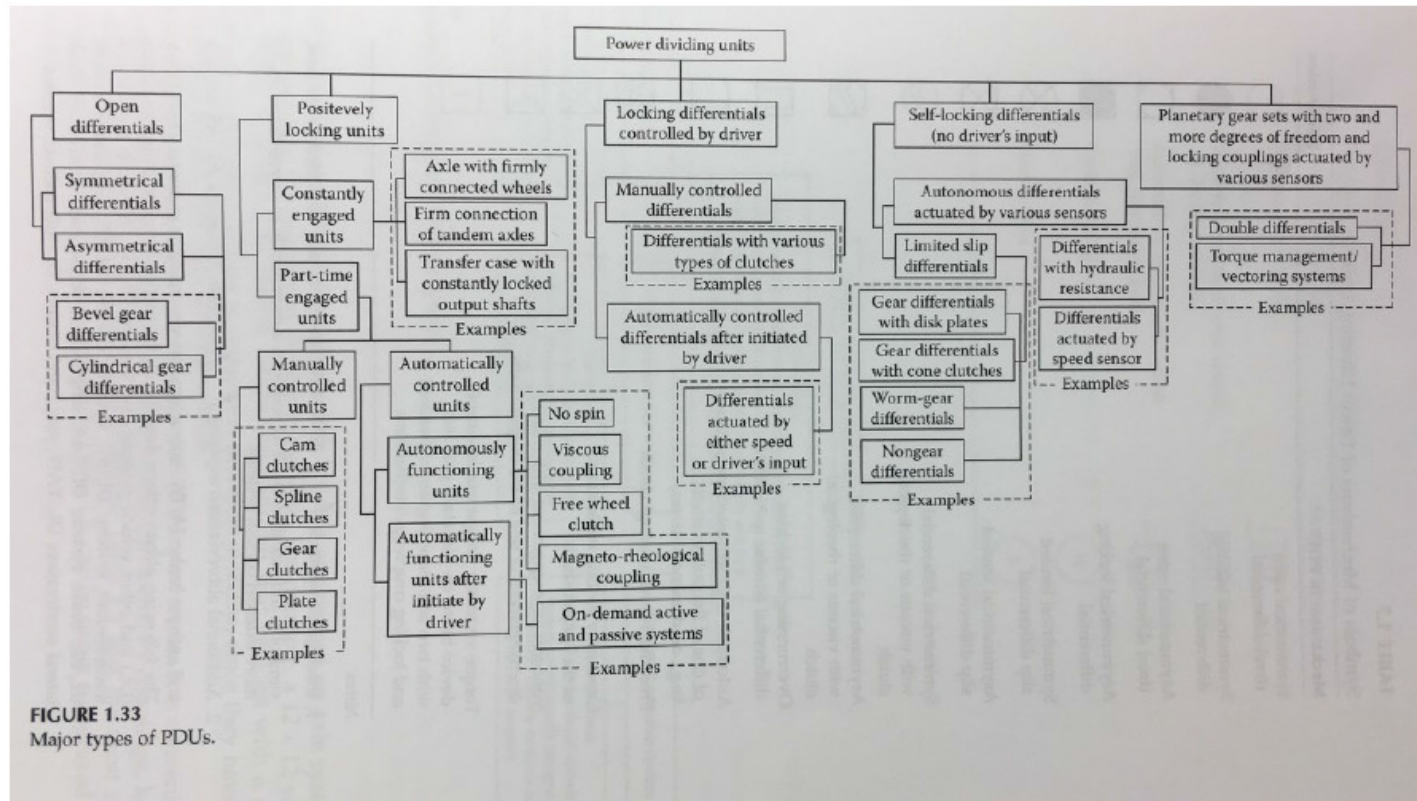 Power dividing units
Open
differentials
Symmetrical
differentials
Asymmetrical
differentials
Bevel gear
differentials
Cylindrical gear
differentials
Examples
Positevely
locking units
Constantly
engaged
units
Axle with firmly
connected wheels
Firm connection
of tandem axles
Transfer case with
constantly locked
output shafts
Examples
Part-time
engaged
units
Manually
controlled
units
Cam
clutches
Spline
clutches
Gear
clutches
Plate
clutches
Examples
Automatically
controlled
units
Autonomously
functioning
units
Automatically
functioning
units after
initiate by
driver
No spin
Viscous
coupling
Free wheel
clutch
Magneto-rheological
coupling
On-demand active
and passive systems
Examples
Locking differentials
controlled by driver
Manually controlled
differentials
Differentials with various
types of clutches
Examples
Automatically controlled
differentials after initiated
by driver
Differentials
actuated by
either speed
or driver's input
Examples
Self-locking differentials
(no driver's input)
Autonomous differentials
actuated by various sensors
Limited slip
differentials
Gear differentials
with disk plates
Gear differentials
with cone clutches
Worm-gear
differentials
Nongear
differentials
Examples
Differentials
with hydraulic
resistance
Differentials
actuated by
speed sensor
Examples
Planetary gear sets with two and
more degrees of freedom and
locking couplings actuated by
various sensors
Double differentials
Torque management/
vectoring systems
Examples
FIGURE 1.33
Major types of PDUs.